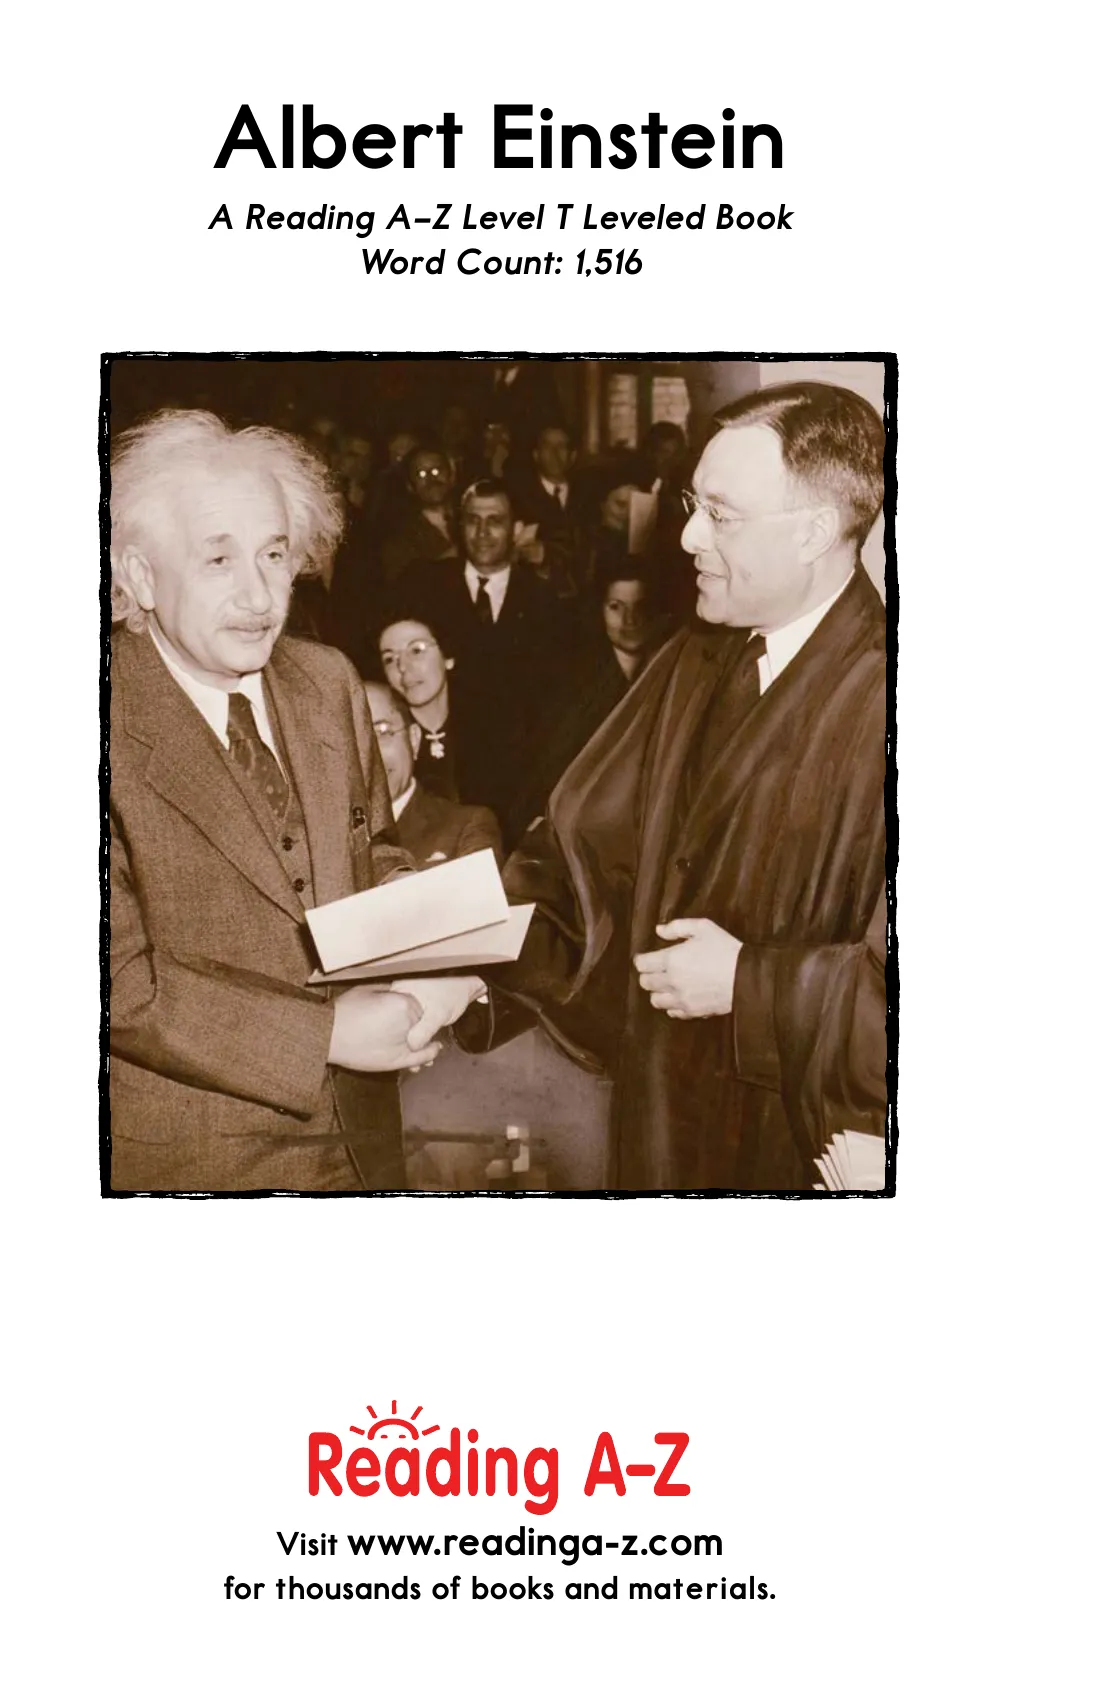 Albert Einstein
A Reading A–Z Level T Leveled Book
Word Count: 1,516
Reading A–Z
Visit www.readinga-z.com
for thousands of books and materials.